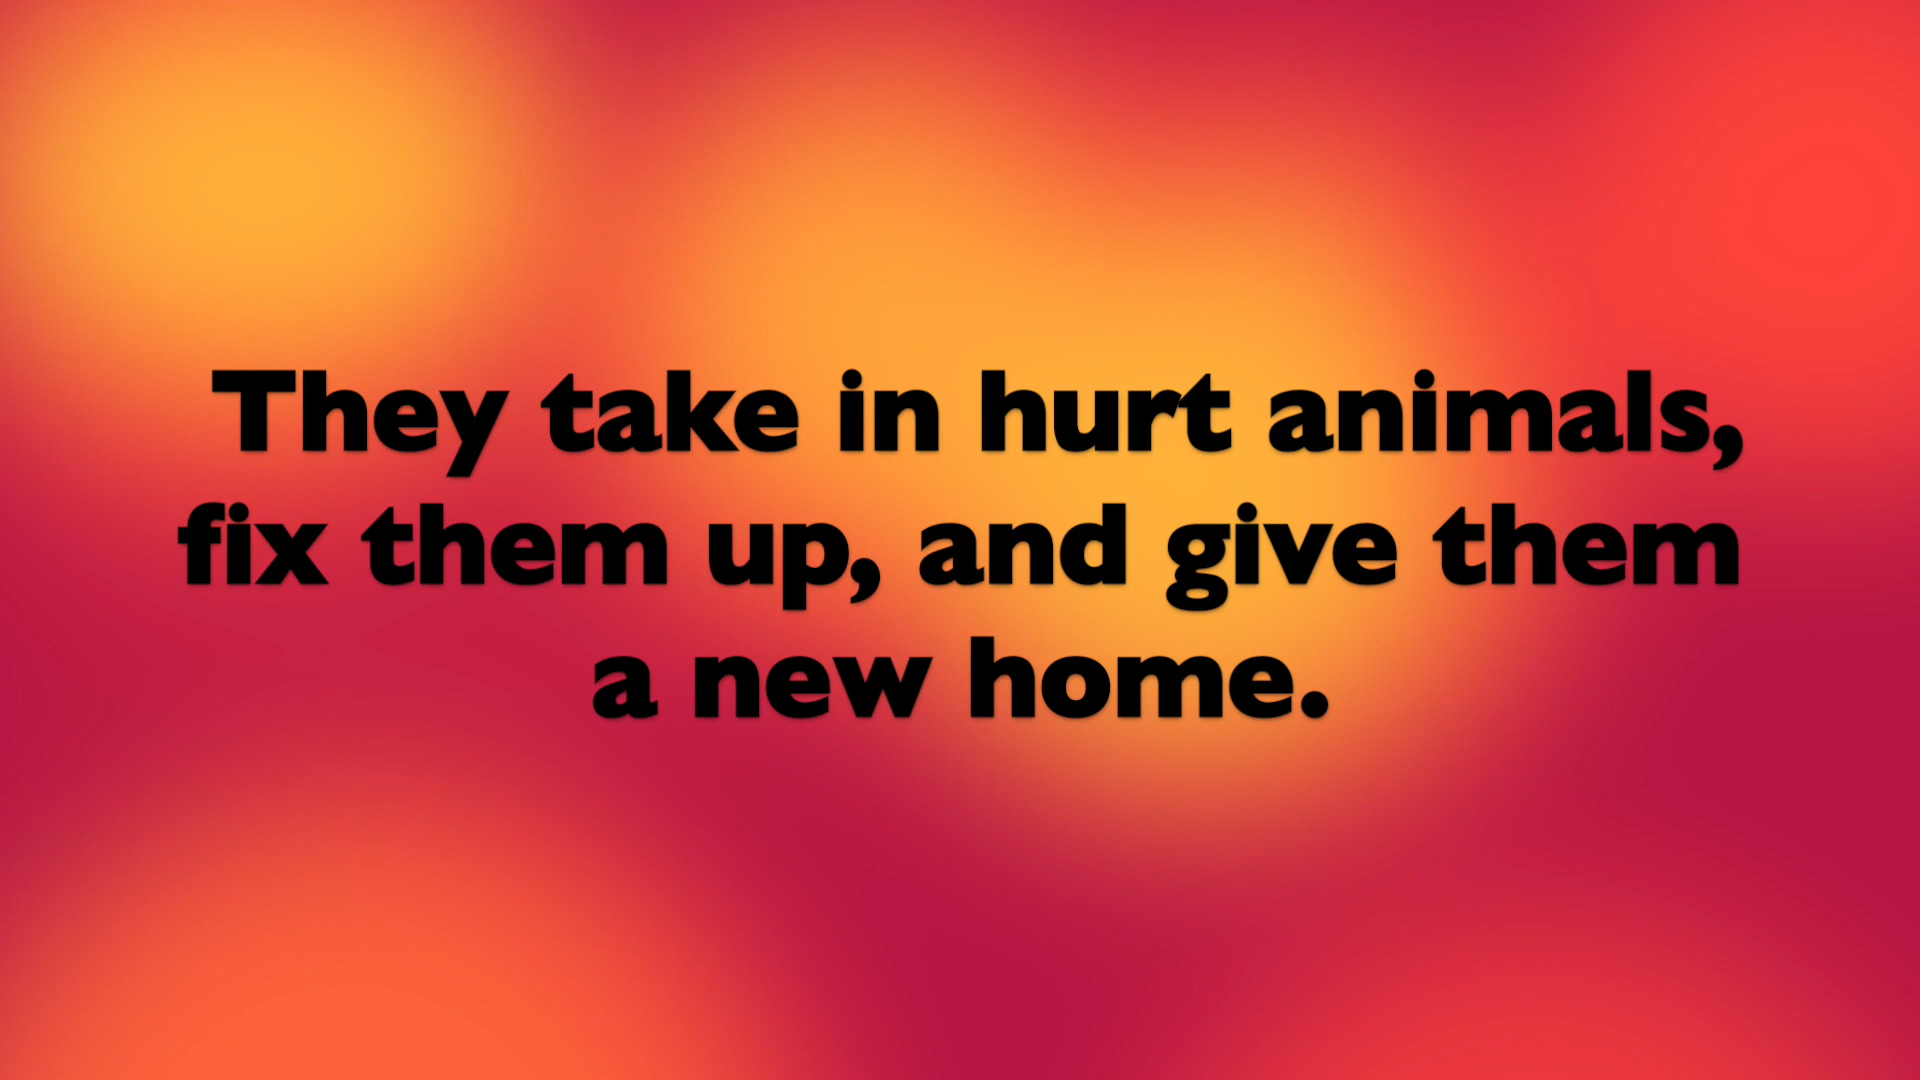 They take in hurt animals,
fix them up, and give them
a new home.